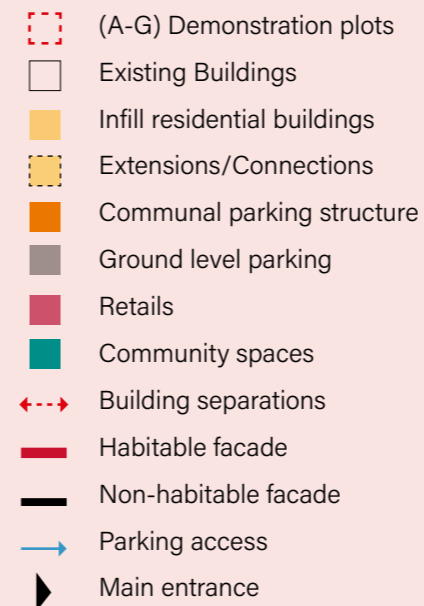 (A-G) Demonstration plots
Existing Buildings
Infill residential buildings
Extensions/Connections
Communal parking structure
Ground level parking
Retails
Community spaces
Building separations
Habitable facade
Non-habitable facade
Parking access
Main entrance